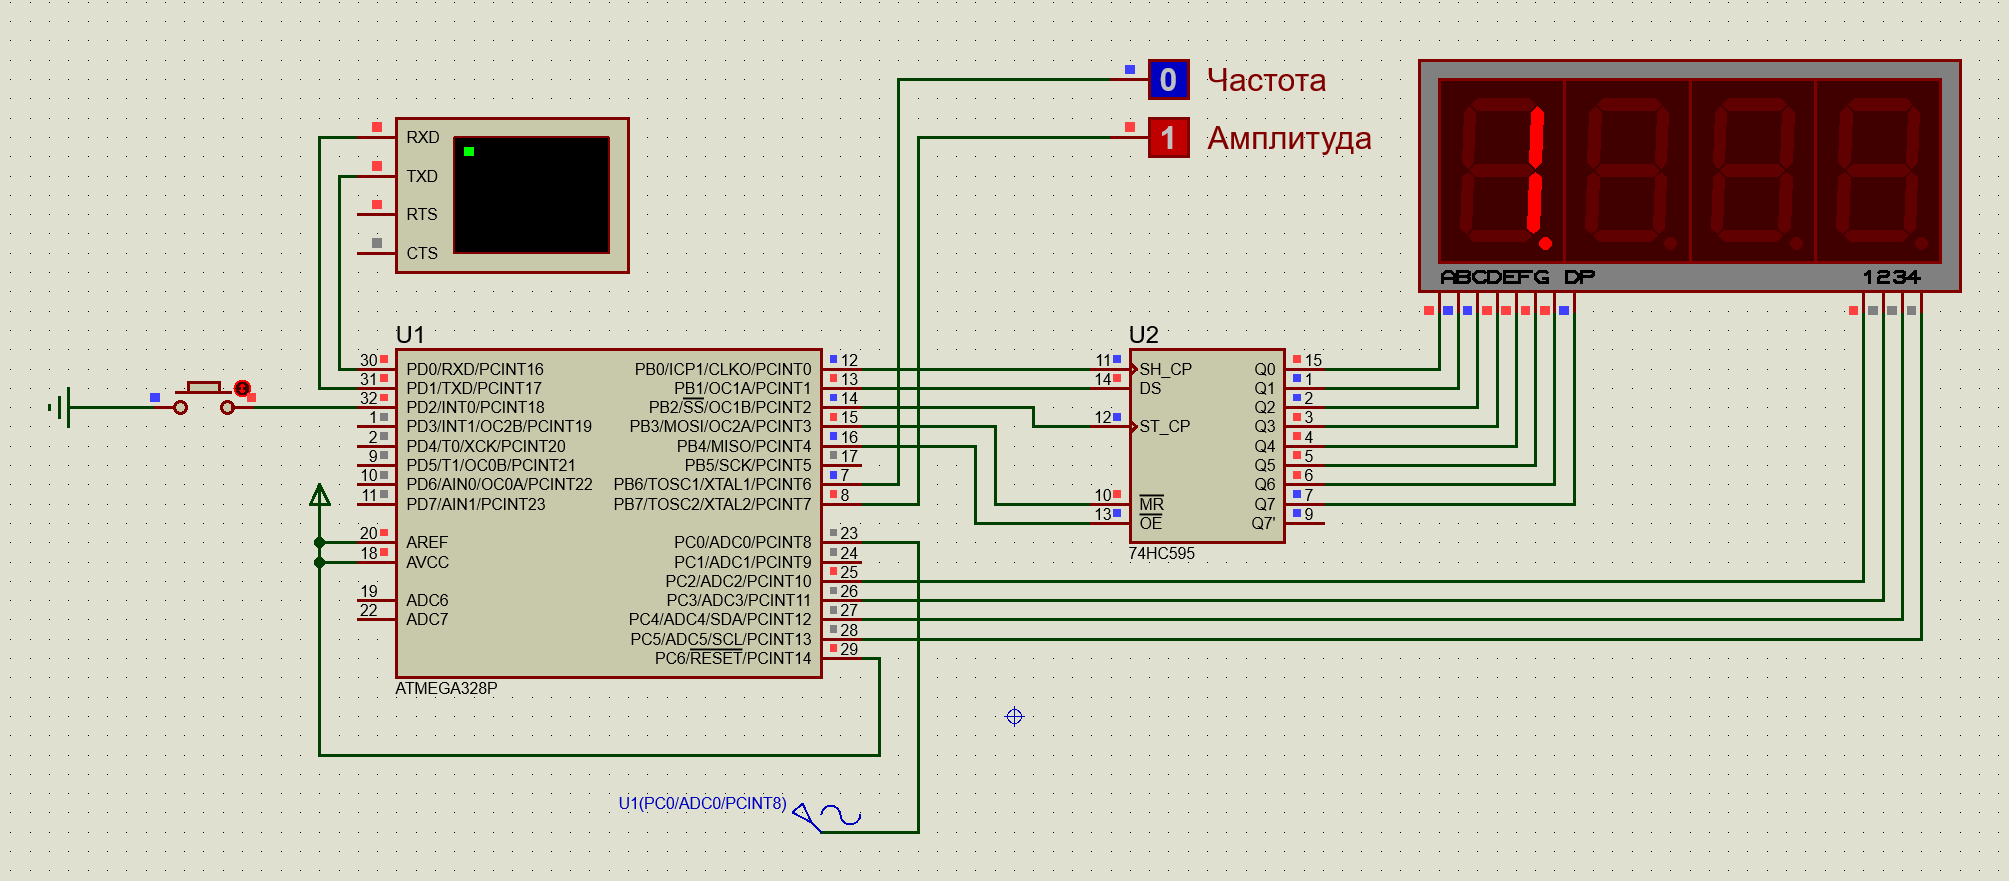 0 Частота
1 Амплитуда
RXD
TXD
RTS
CTS
ABCDEFG DP
1234
U1
30 PD0/RXD/PCINT16
31 PD1/TXD/PCINT17
32 PD2/INT0/PCINT18
1 PD3/INT1/OC2B/PCINT19
2 PD4/T0/XCK/PCINT20
9 PD5/T1/OC0B/PCINT21
10 PD6/AIN0/OC0A/PCINT22
11 PD7/AIN1/PCINT23
20 AREF
18 AVCC
19 ADC6
22 ADC7
PB0/ICP1/CLKO/PCINT0 12
PB1/OC1A/PCINT1 13
PB2/SS/OC1B/PCINT2 14
PB3/MOSI/OC2A/PCINT3 15
PB4/MISO/PCINT4 16
PB5/SCK/PCINT5 17
PB6/TOSC1/XTAL1/PCINT6 7
PB7/TOSC2/XTAL2/PCINT7 8
PC0/ADC0/PCINT8 23
PC1/ADC1/PCINT9 24
PC2/ADC2/PCINT10 25
PC3/ADC3/PCINT11 26
PC4/ADC4/SDA/PCINT12 27
PC5/ADC5/SCL/PCINT13 28
PC6/RESET/PCINT14 29
ATMEGA328P
U2
11 SH_CP
14 DS
12 ST_CP
10 MR
13 OE
Q0 15
Q1 1
Q2 2
Q3 3
Q4 4
Q5 5
Q6 6
Q7 7
Q7' 9
74HC595
1.
U1(PC0/ADC0/PCINT8)